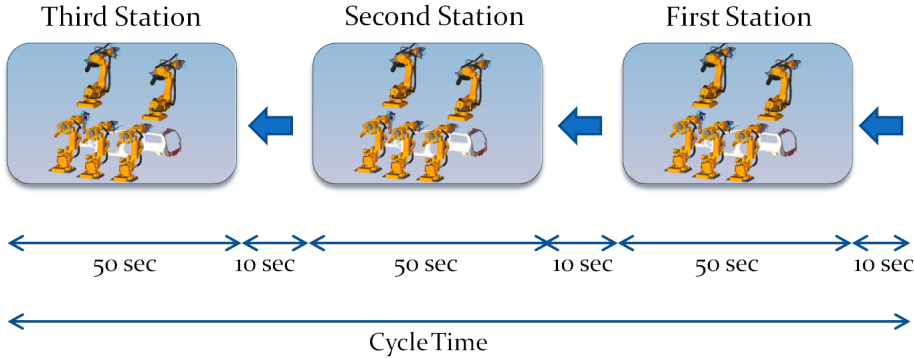 Third Station
Second Station
First Station
50 sec
10 sec
50 sec
10 sec
50 sec
10 sec
Cycle Time